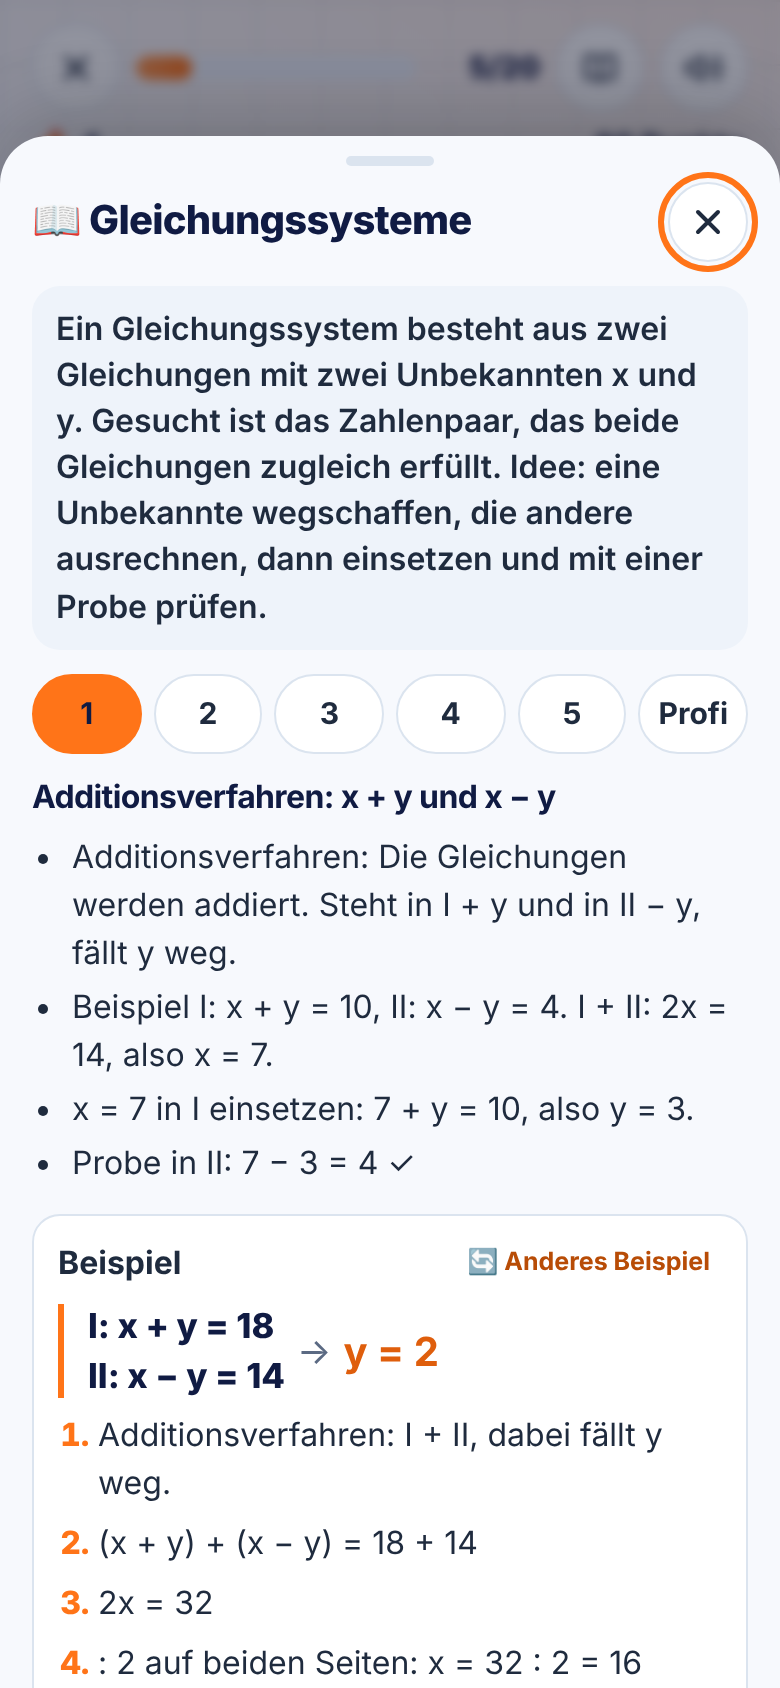 5/20
Gleichungssysteme
Ein Gleichungssystem besteht aus zwei
Gleichungen mit zwei Unbekannten x und
y. Gesucht ist das Zahlenpaar, das beide
Gleichungen zugleich erfüllt. Idee: eine
Unbekannte wegschaffen, die andere
ausrechnen, dann einsetzen und mit einer
Probe prüfen.
1 2 3 4 5 Profi
Additionsverfahren: x + y und x − y
• Additionsverfahren: Die Gleichungen
werden addiert. Steht in I + y und in II − y,
fällt y weg.
• Beispiel I: x + y = 10, II: x − y = 4. I + II: 2x =
14, also x = 7.
• x = 7 in I einsetzen: 7 + y = 10, also y = 3.
• Probe in II: 7 − 3 = 4 ✓
Beispiel 🔄 Anderes Beispiel
I: x + y = 18
II: x − y = 14 → y = 2
1. Additionsverfahren: I + II, dabei fällt y
weg.
2. (x + y) + (x − y) = 18 + 14
3. 2x = 32
4. : 2 auf beiden Seiten: x = 32 : 2 = 16